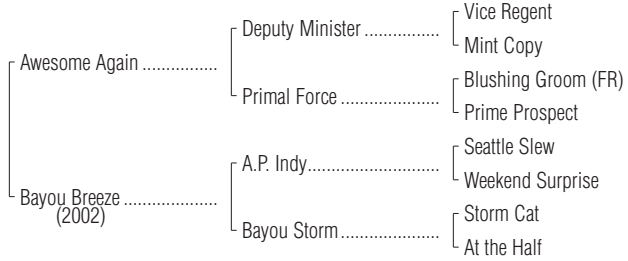 Vice Regent
Deputy Minister ..................
Mint Copy
Awesome Again .................
Blushing Groom (FR)
Primal Force .......................
Prime Prospect
Seattle Slew
A.P. Indy..............................
Weekend Surprise
Bayou Breeze .....................
(2002)
Storm Cat
Bayou Storm.......................
At the Half